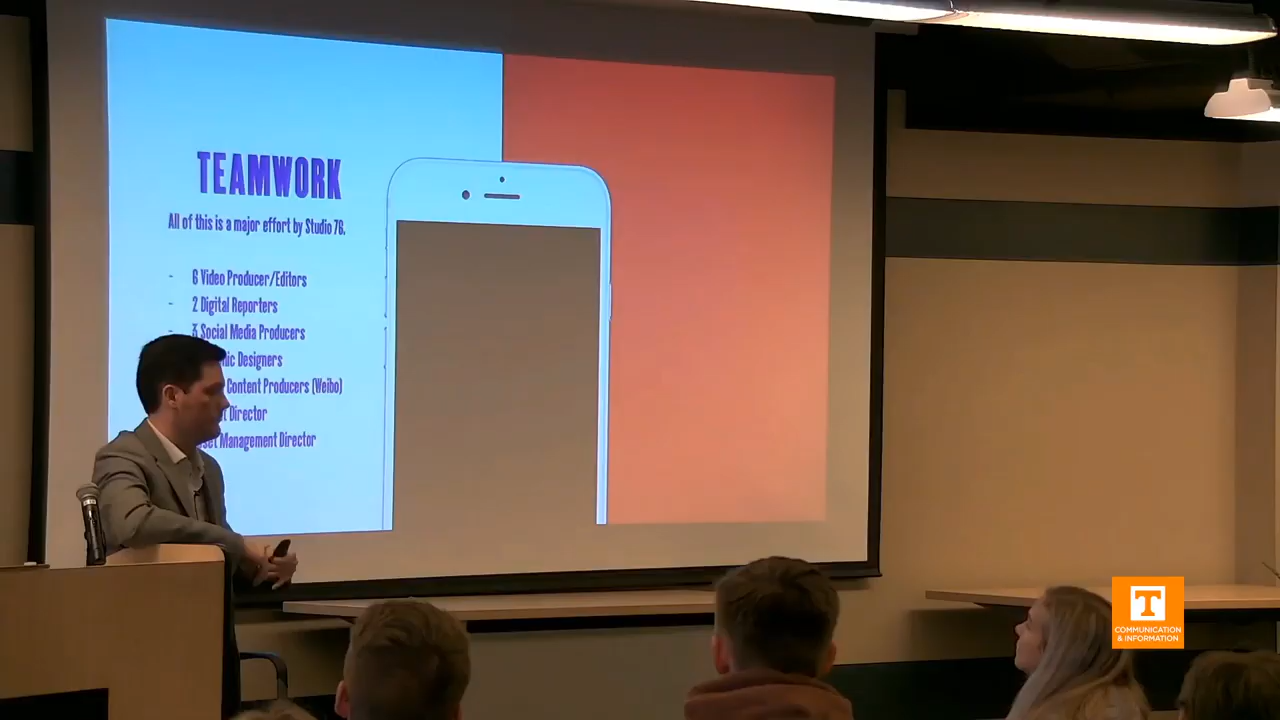 TEAMWORK
All of this is a major effort by Studio 76.
- 6 Video Producer/Editors
- 2 Digital Reporters
- 3 Social Media Producers
Designers
Content Producers (Weibo)
Director
Management Director
T
COMMUNICATION
& INFORMATION